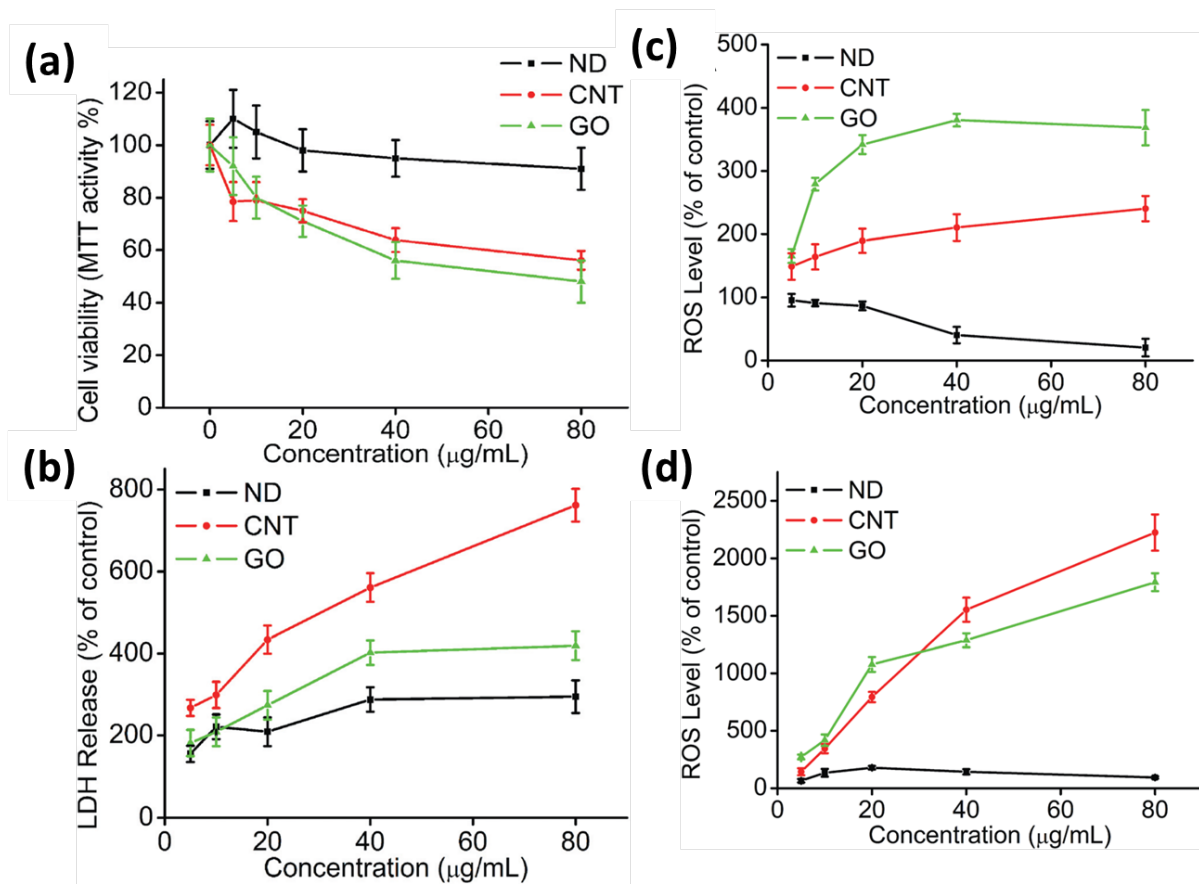 (a)
ND
CNT
GO
Cell viability (MTT activity %)
120
100
80
60
40
20
0
0 20 40 60 80
Concentration (μg/mL)
(c)
ND
CNT
GO
ROS Level (% of control)
500
400
300
200
100
0
0 20 40 60 80
Concentration (μg/mL)
(b)
ND
CNT
GO
LDH Release (% of control)
800
600
400
200
0
20 40 60 80
Concentration (μg/mL)
(d)
ND
CNT
GO
ROS Level (% of control)
2500
2000
1500
1000
500
0
20 40 60 80
Concentration (μg/mL)